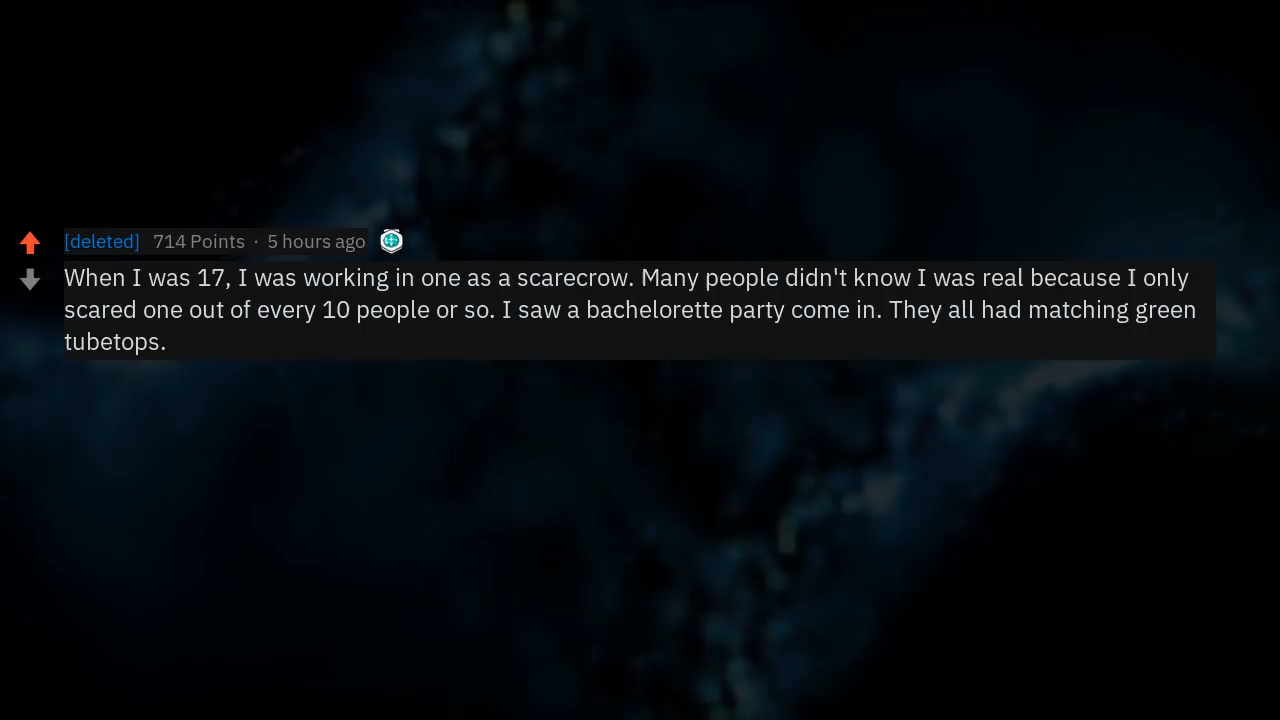 [deleted] 714 Points · 5 hours ago
When I was 17, I was working in one as a scarecrow. Many people didn't know I was real because I only
scared one out of every 10 people or so. I saw a bachelorette party come in. They all had matching green
tubetops.